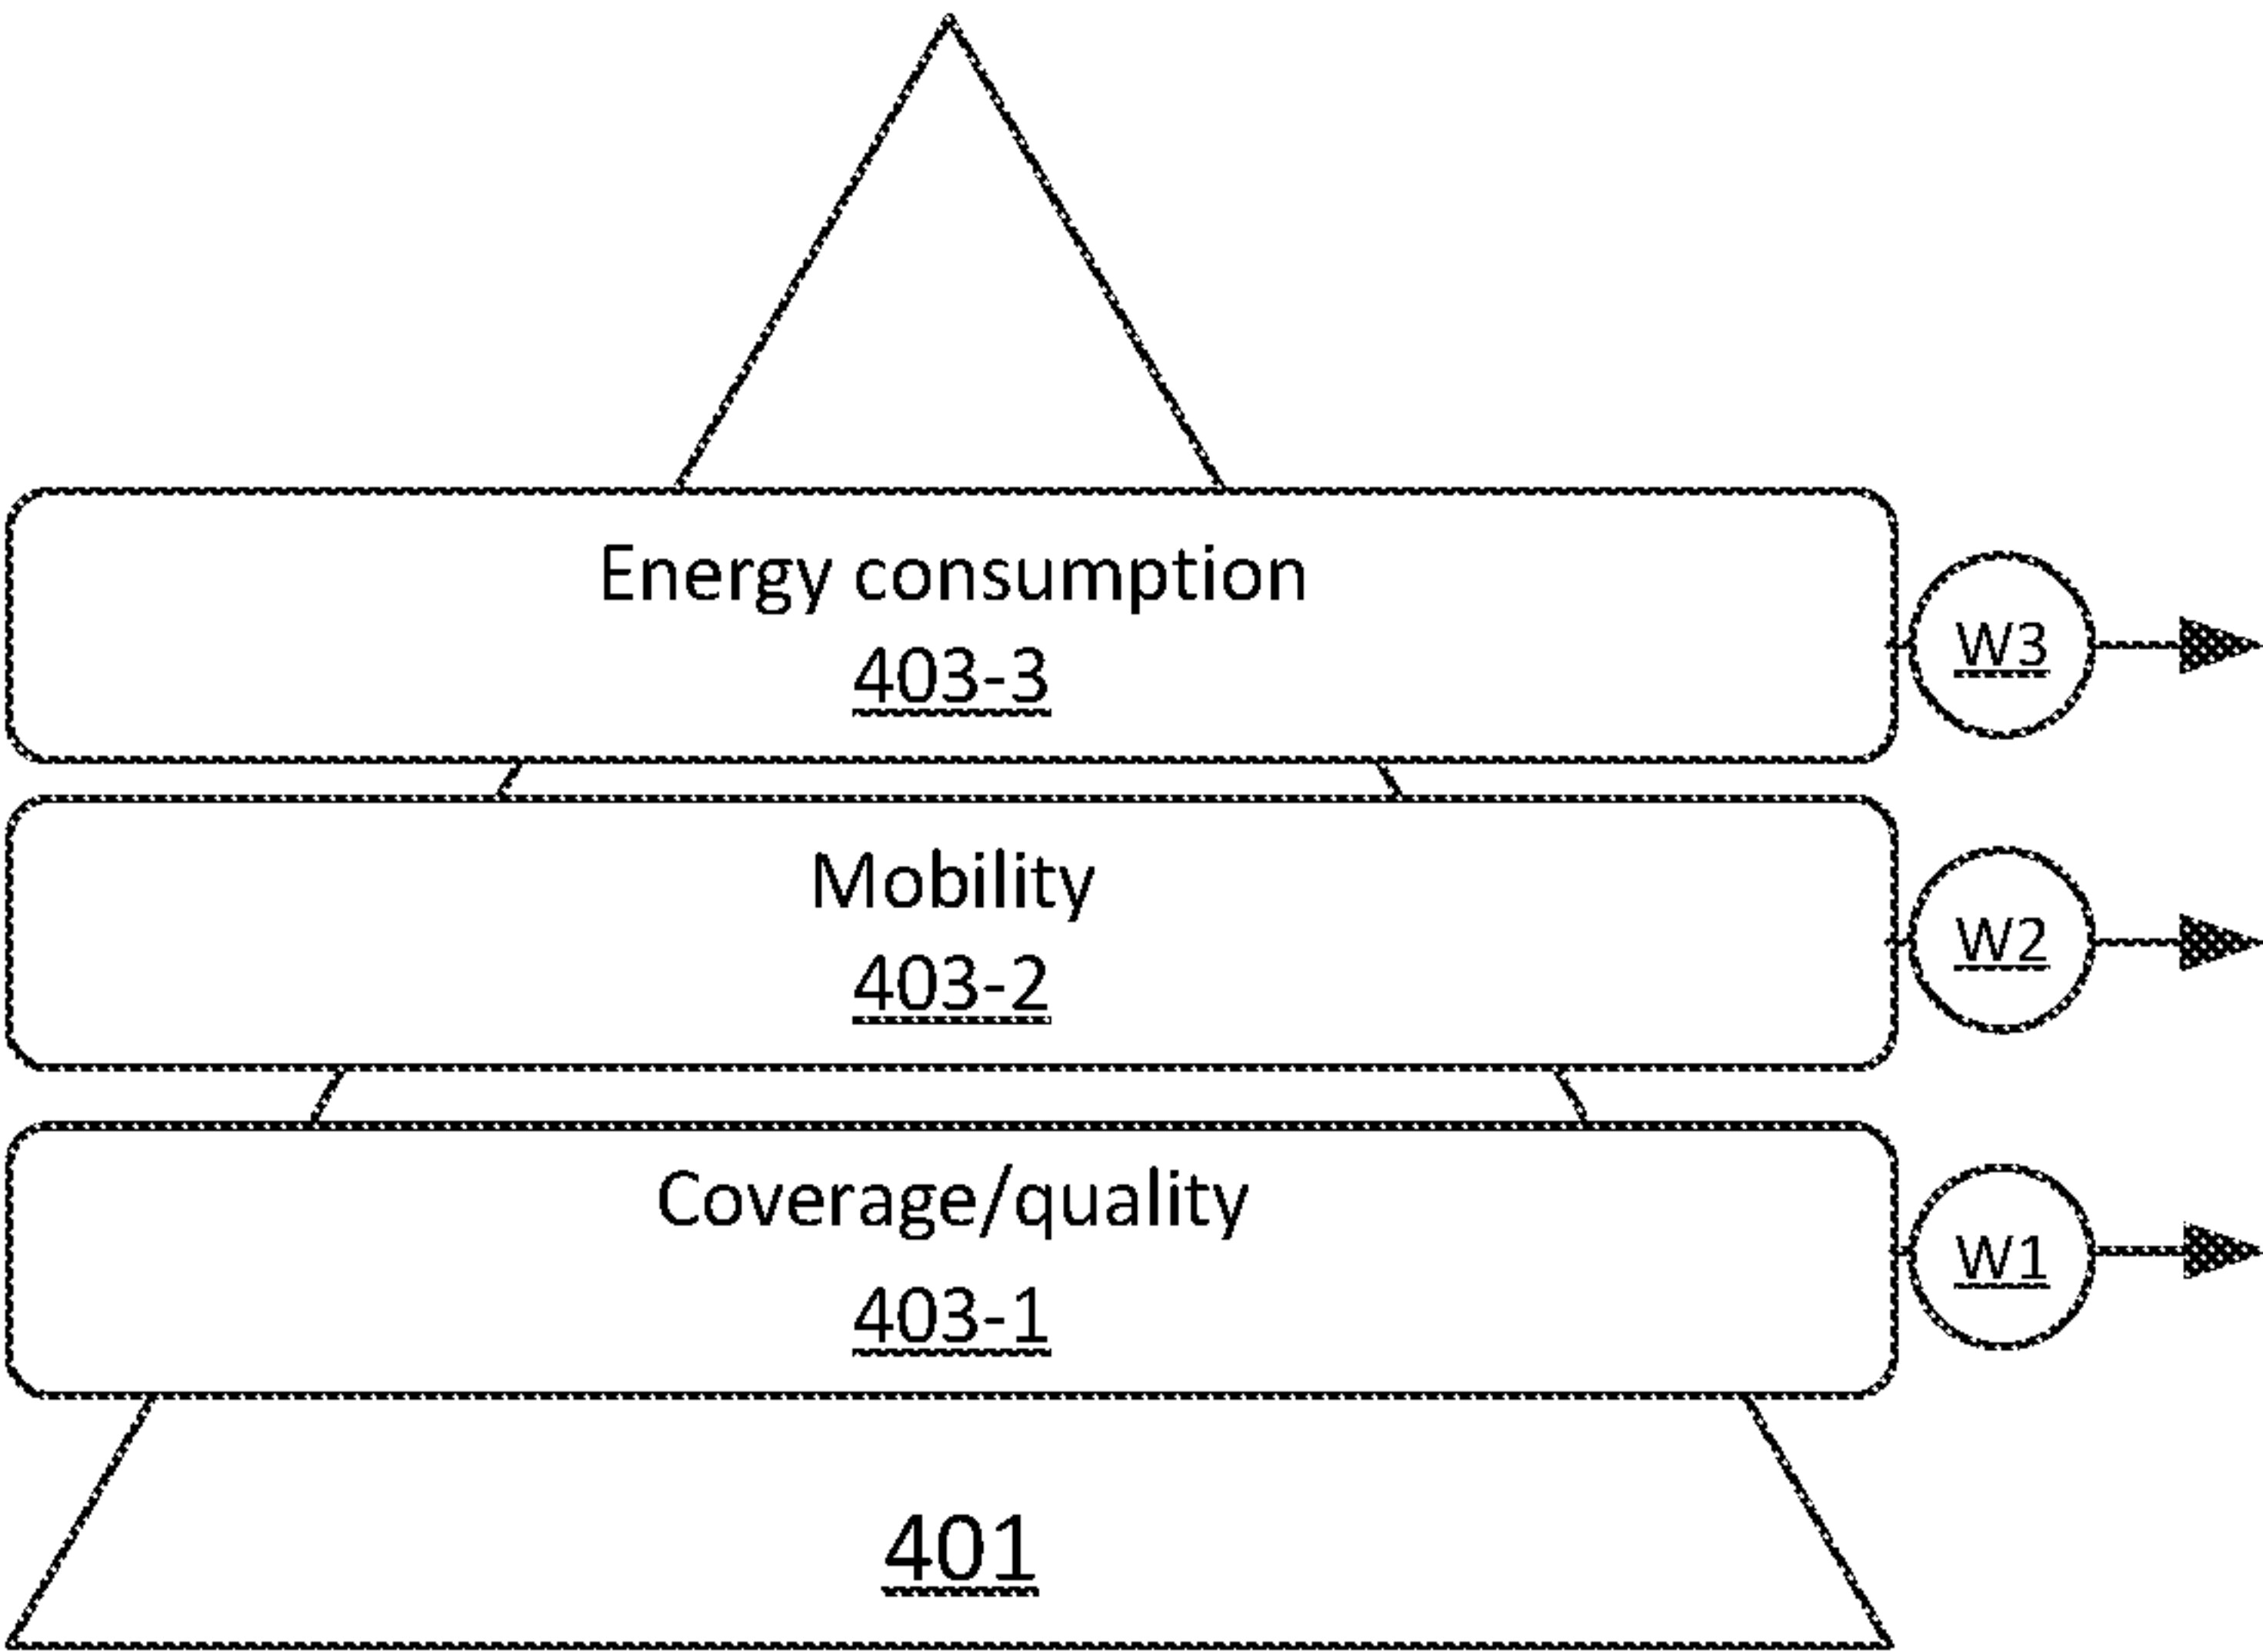 Energy consumption
403-3
W3
Mobility
403-2
W2
Coverage/quality
403-1
W1
401